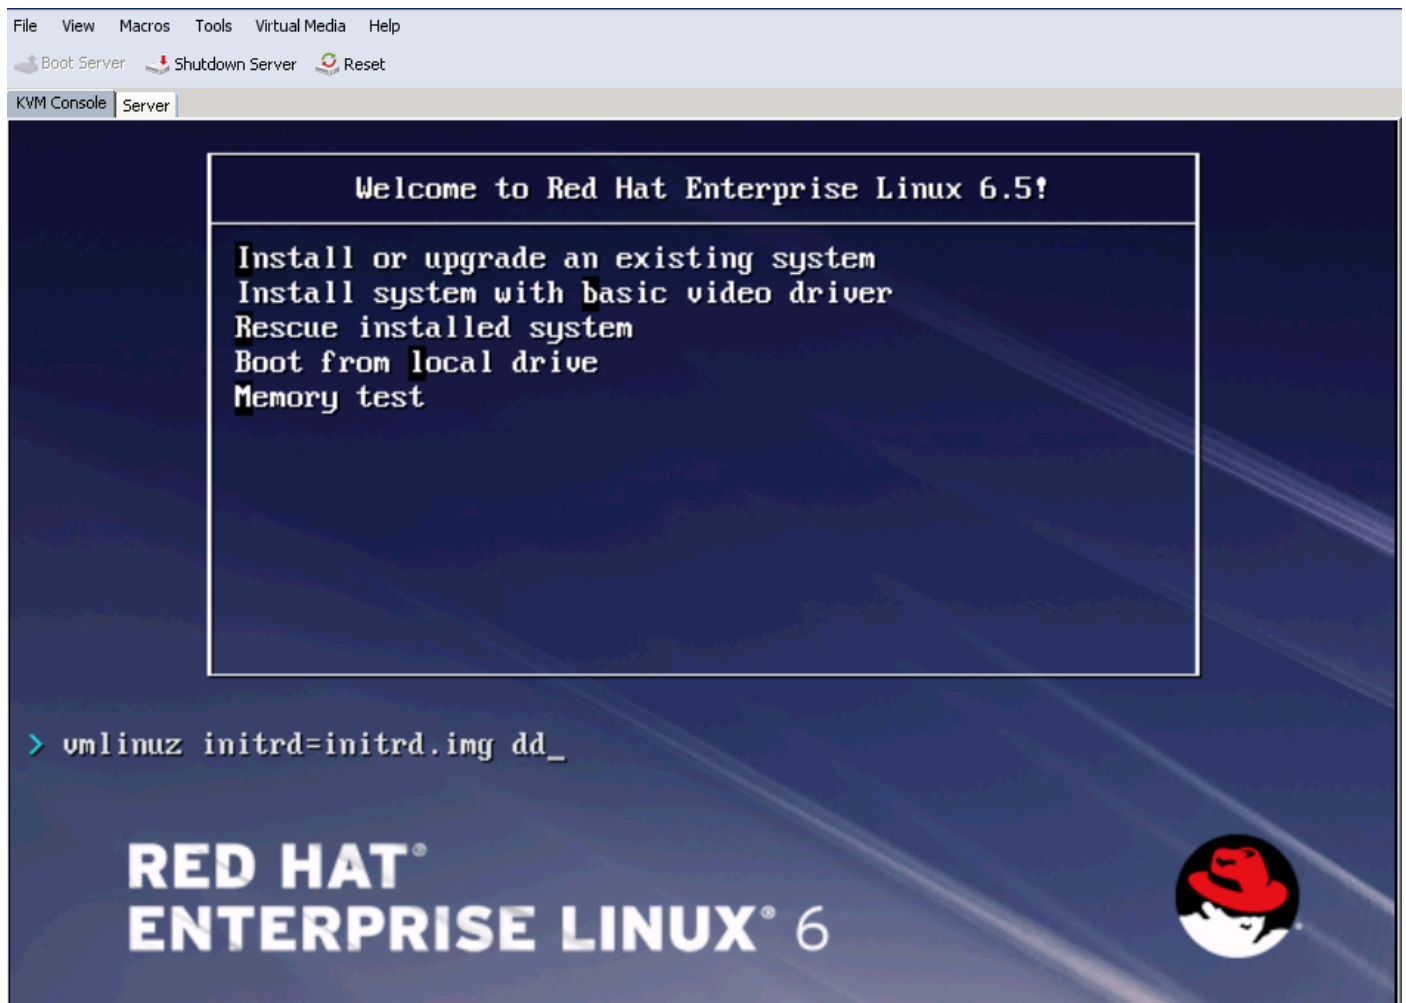 File View Macros Tools Virtual Media Help
Boot Server Shutdown Server Reset
KVM Console Server
Welcome to Red Hat Enterprise Linux 6.5!
Install or upgrade an existing system
Install system with basic video driver
Rescue installed system
Boot from local drive
Memory test
> vmlinuz initrd=initrd.img dd_
RED HAT®
ENTERPRISE LINUX® 6